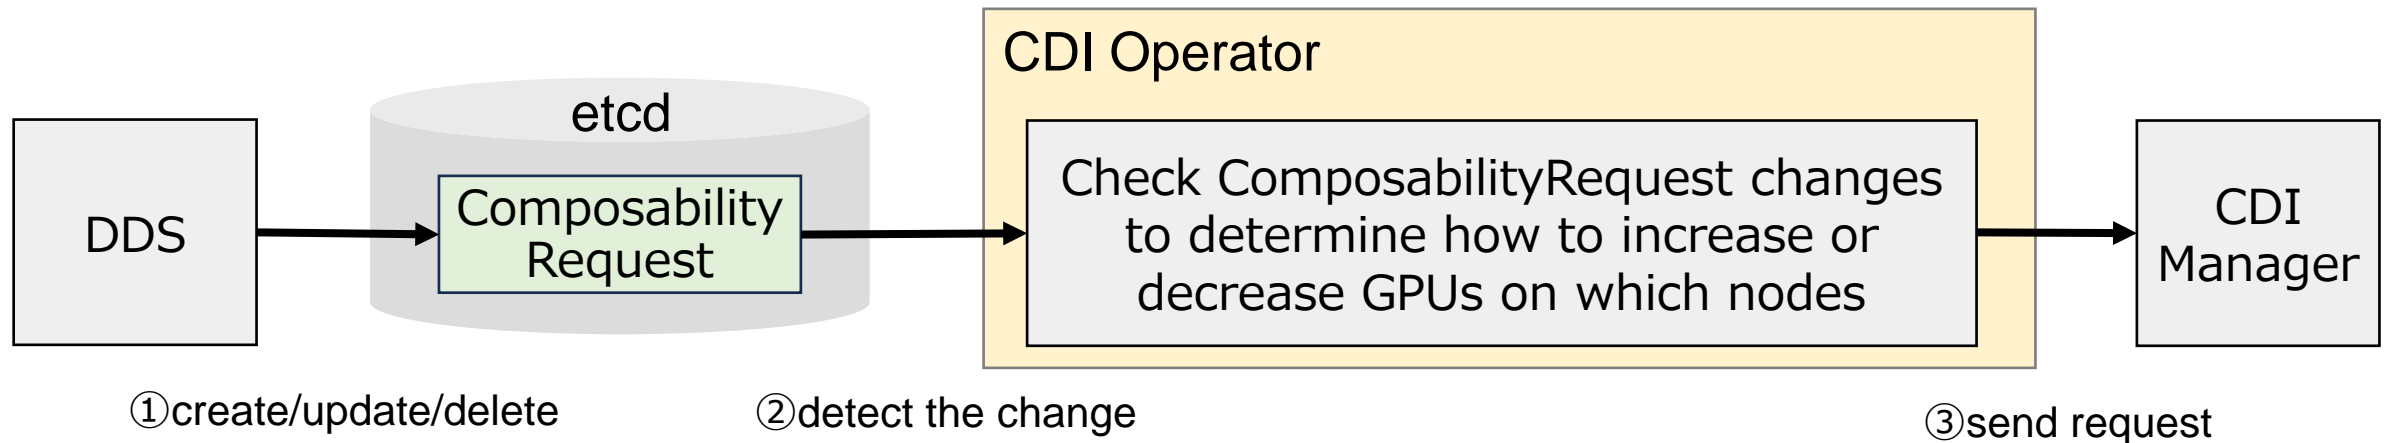 CDI Operator
etcd
DDS
Composability
Request
Check ComposabilityRequest changes
to determine how to increase or
decrease GPUs on which nodes
CDI
Manager
①create/update/delete
②detect the change
③send request